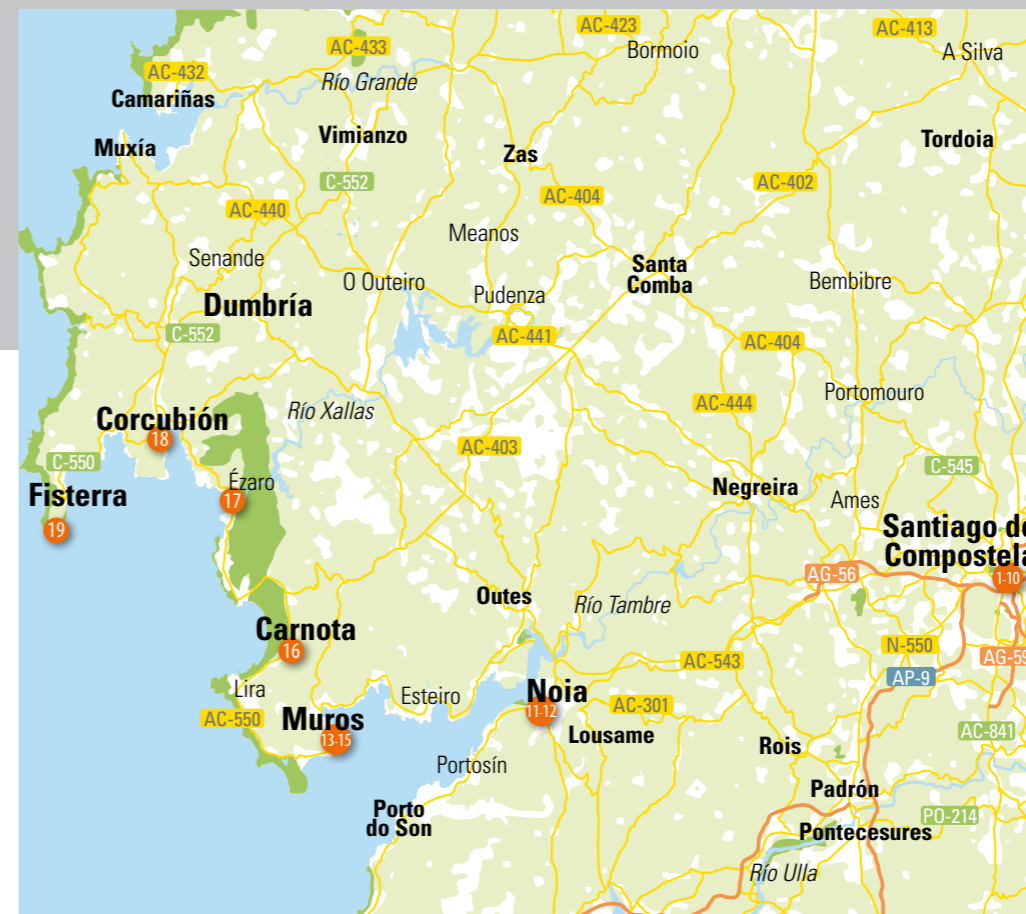 AC-423
AC-413
AC-433
Bormoio
A Silva
AC-432
Río Grande
Camariñas
Vimianzo
Tordoia
Muxía
Zas
C-552
AC-404
AC-402
AC-440
Meanos
Senande
Santa
Comba
O Outeiro
Bembibre
Pudenza
Dumbría
C-552
AC-441
AC-404
Portomouro
AC-444
Río Xallas
Corcubión
18
AC-403
C-550
C-545
Ézaro
17
Negreira
Ames
Fisterra
19
Santiago de
Compostela
1-10
AG-56
Outes
Río Tambre
Carnota
16
N-550
AC-543
AG-59
AP-9
Lira
Esteiro
Noia
11-12
AC-301
AC-550
Muros
13-15
Lousame
AC-841
Rois
Portosín
Padrón
Porto
do Son
PO-214
Pontecesures
Río Ulla